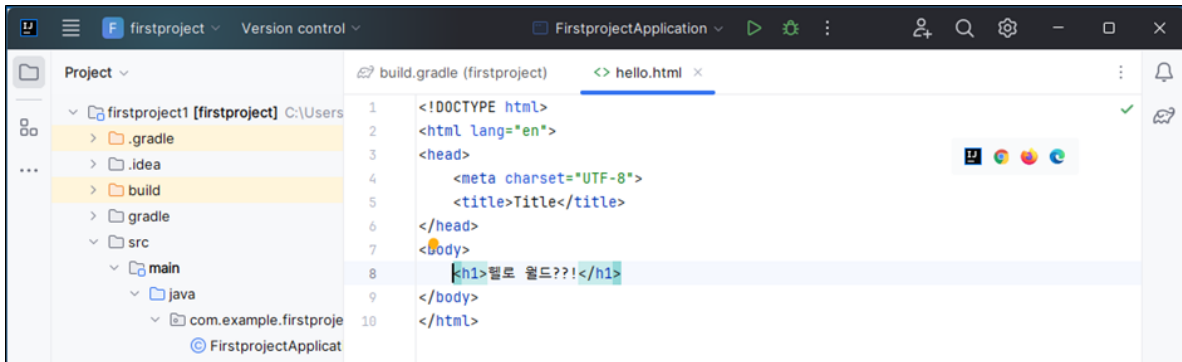 IJ F firstproject Version control FirstprojectApplication
Project
build.gradle (firstproject) hello.html
firstproject1 [firstproject] C:\Users
.gradle
.idea
build
gradle
src
main
java
com.example.firstproje
FirstprojectApplicat
1 <!DOCTYPE html>
2 <html lang="en">
3 <head>
4 <meta charset="UTF-8">
5 <title>Title</title>
6 </head>
7 <body>
8 <h1>헬로 월드??!</h1>
9 </body>
10 </html>
IJ